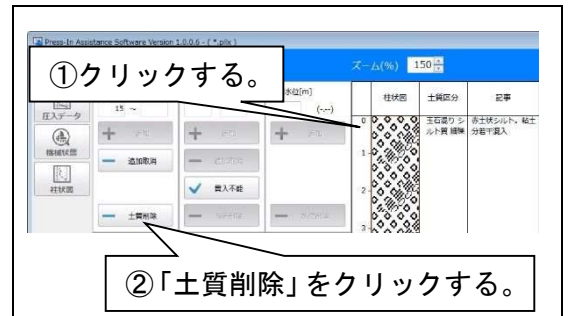 Press-In Assistance Software Version 1.0.0.6 - ( *.pilx )
①クリックする。
ズーム(%) 150
水位[m]
15 ～
(-.--)
圧入データ
機械状態
柱状図
追加取消
貫入不能
土質削除
柱状図 土質区分 記事
0
玉石混り シルト質 細礫
赤土状シルト、粘土分若干混入
1
2
3
②「土質削除」をクリックする。